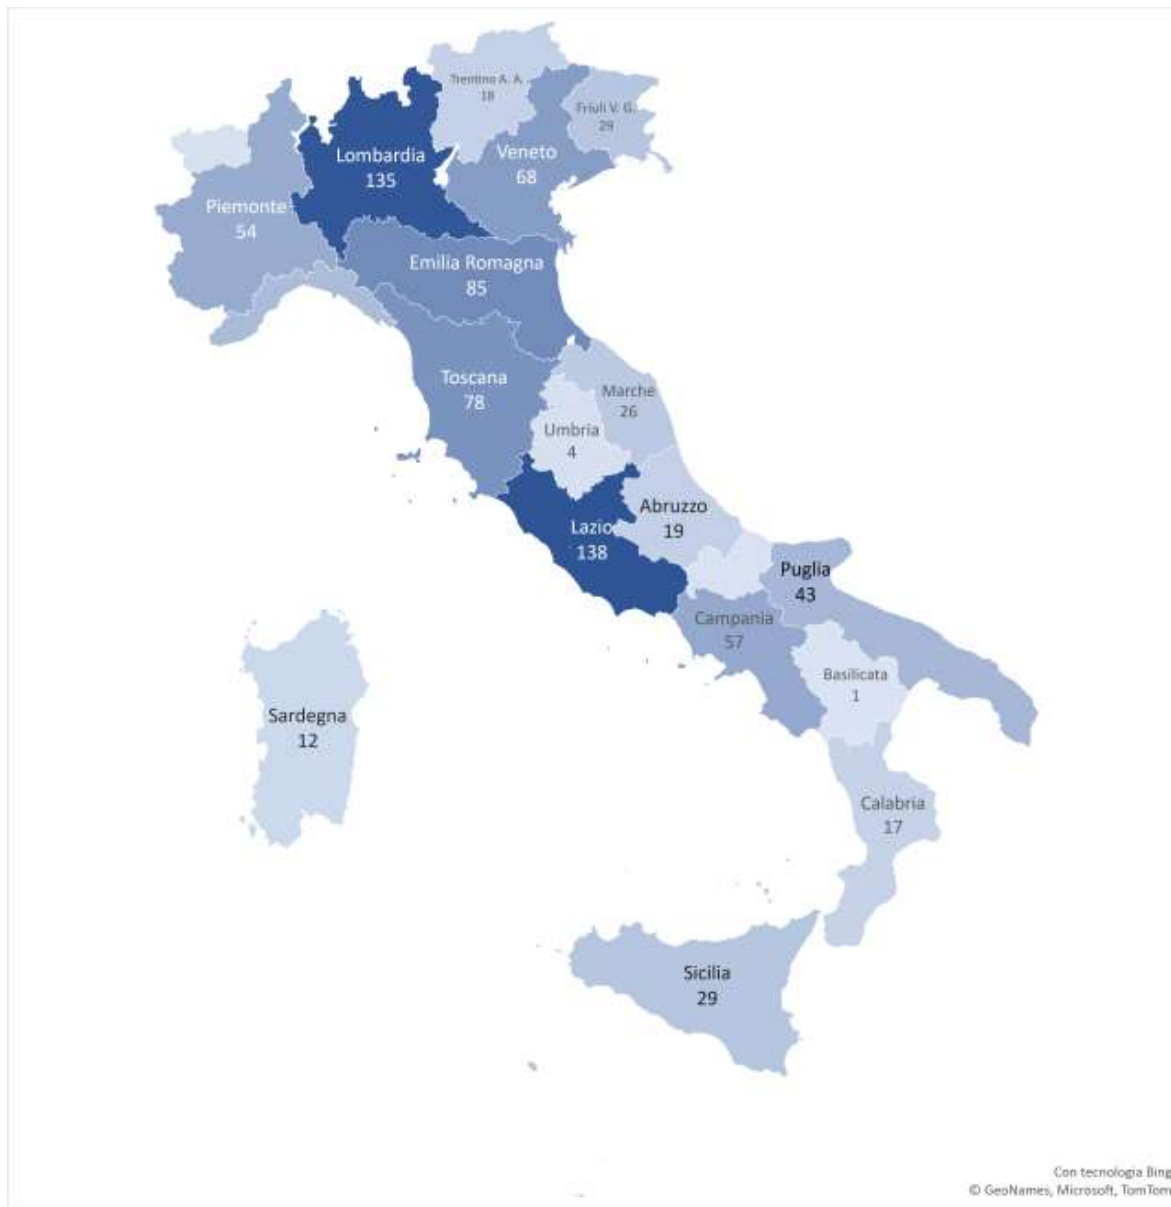 Trentino A. A.
18
Friuli V. G.
29
Lombardia
135
Veneto
68
Piemonte
54
Emilia Romagna
85
Toscana
78
Marche
26
Umbria
4
Abruzzo
19
Lazio
138
Puglia
43
Campania
57
Basilicata
1
Sardegna
12
Calabria
17
Sicilia
29
Con tecnologia Bing
© GeoNames, Microsoft, TomTom